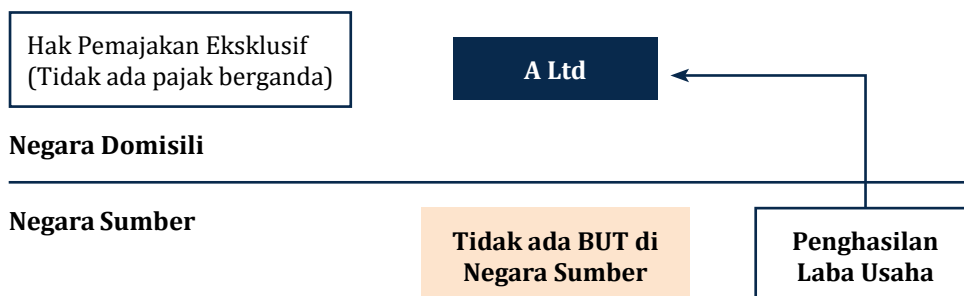 Hak Pemajakan Eksklusif
(Tidak ada pajak berganda)
A Ltd
Negara Domisili
Negara Sumber
Tidak ada BUT di
Negara Sumber
Penghasilan
Laba Usaha